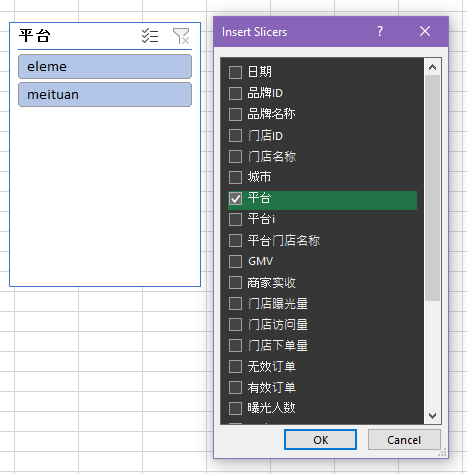 平台
eleme
meituan
Insert Slicers
?
日期
品牌ID
品牌名称
门店ID
门店名称
城市
平台
平台i
平台门店名称
GMV
商家实收
门店曝光量
门店访问量
门店下单量
无效订单
有效订单
曝光人数
OK
Cancel